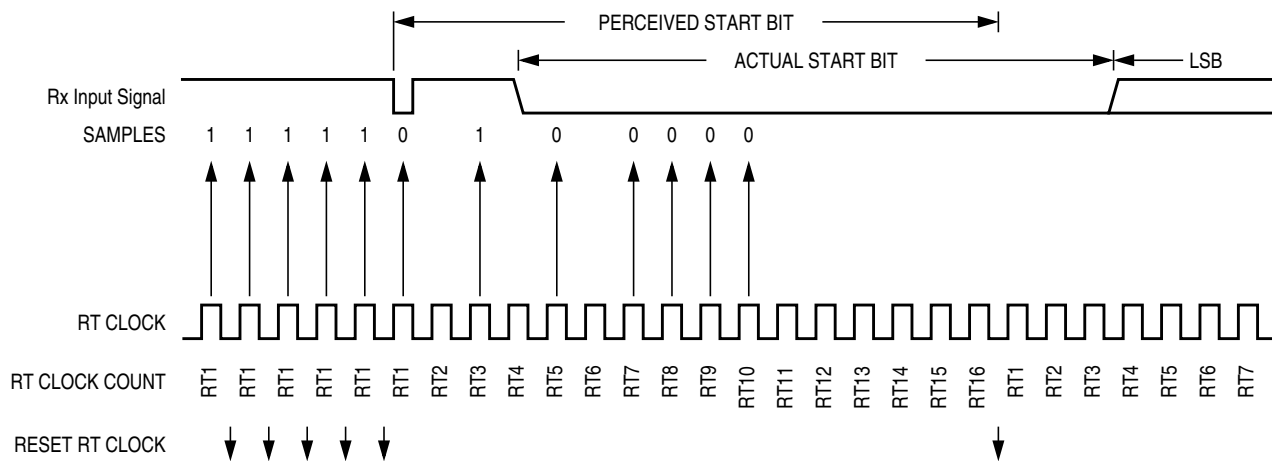 PERCEIVED START BIT
ACTUAL START BIT LSB
Rx Input Signal
SAMPLES 1 1 1 1 1 0 1 0 0 0 0 0
RT CLOCK
RT CLOCK COUNT RT1 RT1 RT1 RT1 RT1 RT1 RT2 RT3 RT4 RT5 RT6 RT7 RT8 RT9 RT10 RT11 RT12 RT13 RT14 RT15 RT16 RT1 RT2 RT3 RT4 RT5 RT6 RT7
RESET RT CLOCK